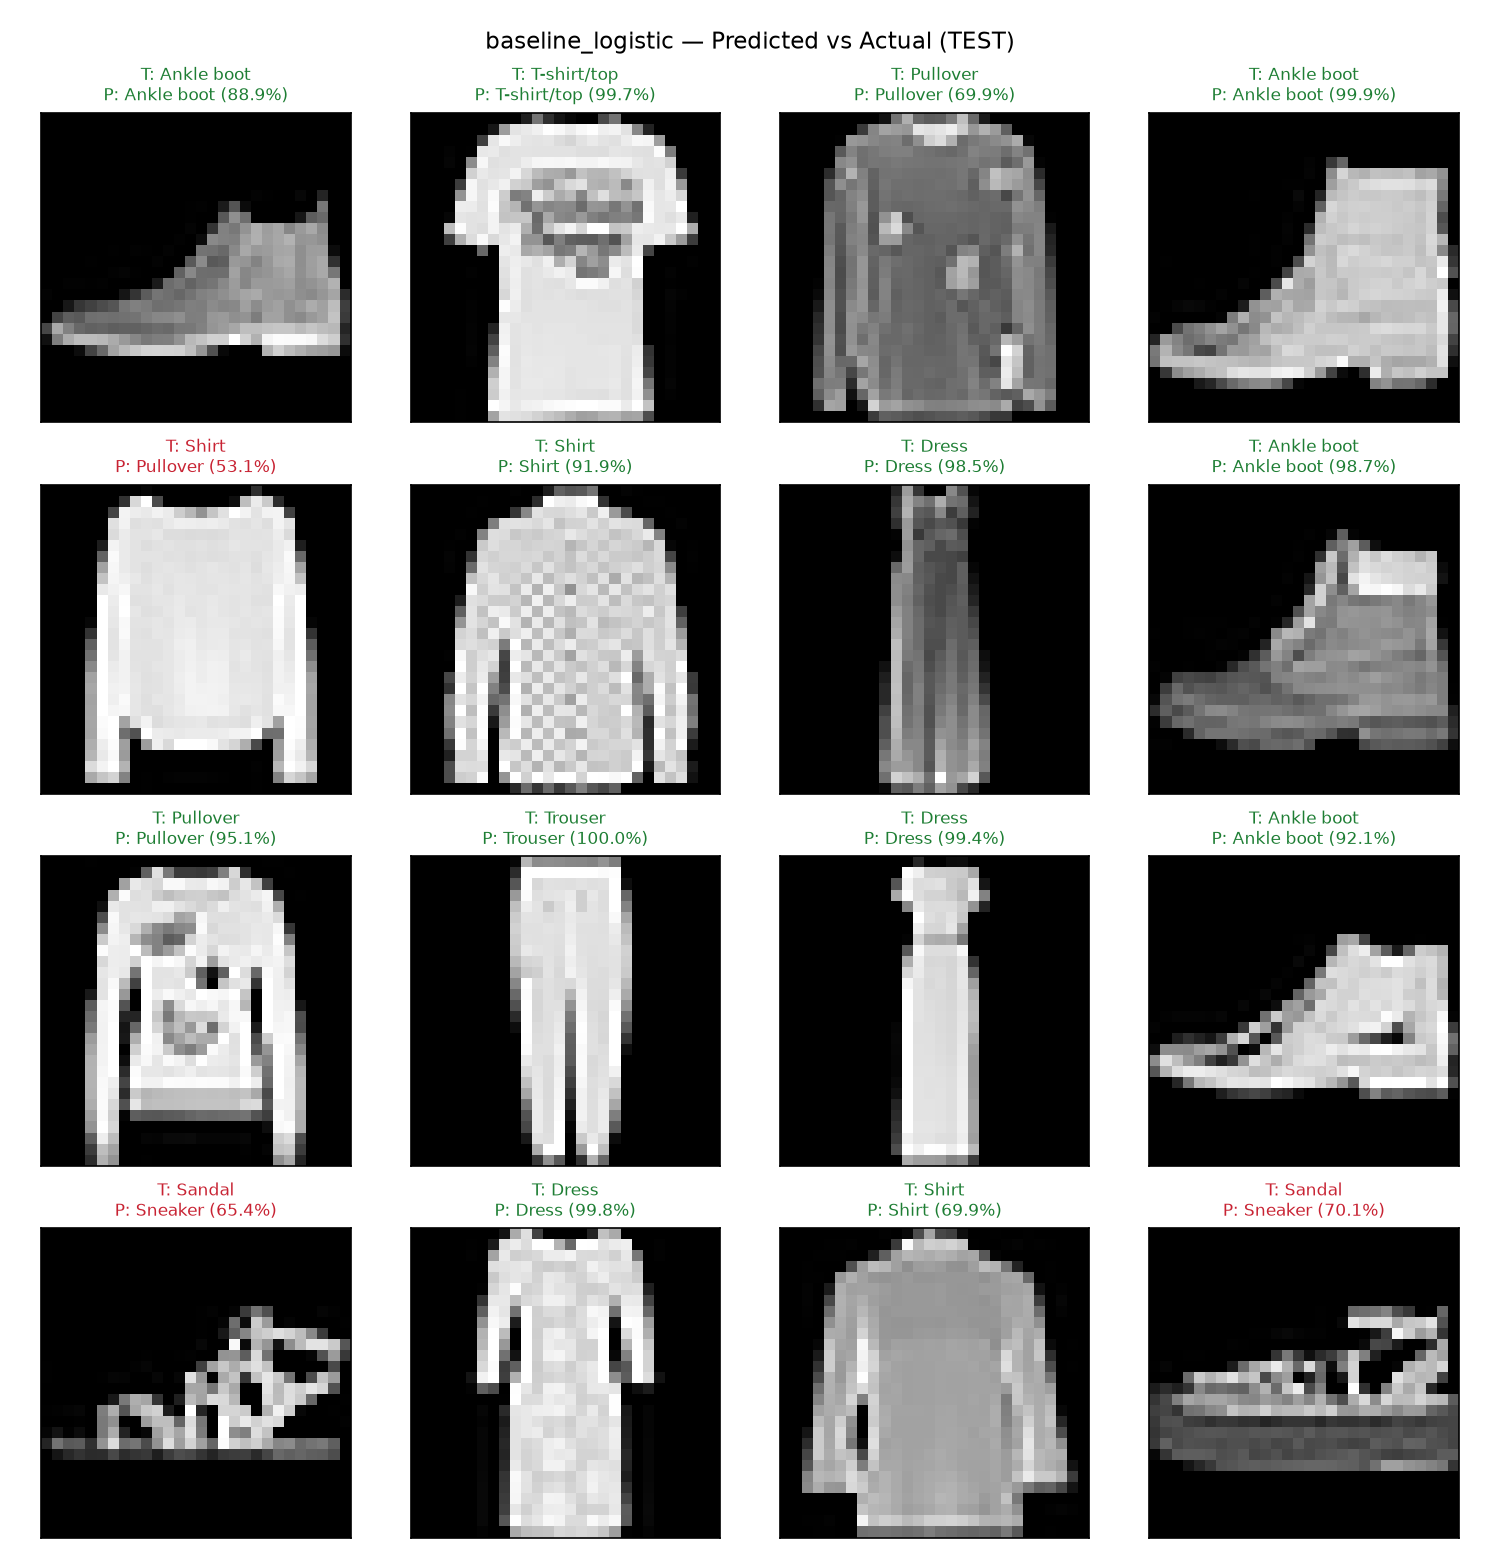 baseline_logistic — Predicted vs Actual (TEST)
T: Ankle boot
P: Ankle boot (88.9%)
T: T-shirt/top
P: T-shirt/top (99.7%)
T: Pullover
P: Pullover (69.9%)
T: Ankle boot
P: Ankle boot (99.9%)
T: Shirt
P: Pullover (53.1%)
T: Shirt
P: Shirt (91.9%)
T: Dress
P: Dress (98.5%)
T: Ankle boot
P: Ankle boot (98.7%)
T: Pullover
P: Pullover (95.1%)
T: Trouser
P: Trouser (100.0%)
T: Dress
P: Dress (99.4%)
T: Ankle boot
P: Ankle boot (92.1%)
T: Sandal
P: Sneaker (65.4%)
T: Dress
P: Dress (99.8%)
T: Shirt
P: Shirt (69.9%)
T: Sandal
P: Sneaker (70.1%)